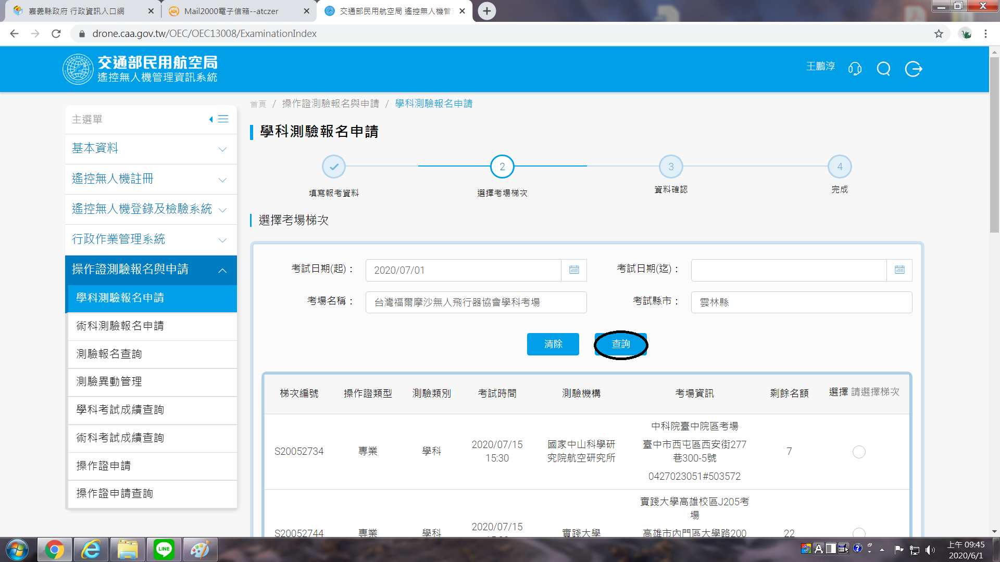 嘉義縣政府 行政資訊入口網
Mail2000電子信箱--atczer
交通部民用航空局 遙控無人機管
drone.caa.gov.tw/OEC/OEC13008/ExaminationIndex
交通部民用航空局
遙控無人機管理資訊系統
王鵬淳
主選單
基本資料
遙控無人機註冊
遙控無人機登錄及檢驗系統
行政作業管理系統
操作證測驗報名與申請
學科測驗報名申請
術科測驗報名申請
測驗報名查詢
測驗異動管理
學科考試成績查詢
術科考試成績查詢
操作證申請
操作證申請查詢
首頁 / 操作證測驗報名與申請 / 學科測驗報名申請
學科測驗報名申請
2 3 4
填寫報考資料 選擇考場梯次 資料確認 完成
選擇考場梯次
考試日期(起)： 2020/07/01 考試日期(迄)：
考場名稱： 台灣福爾摩沙無人飛行器協會學科考場 考試縣市： 雲林縣
清除 查詢
梯次編號 操作證類型 測驗類別 考試時間 測驗機構 考場資訊 剩餘名額 選擇 請選擇梯次
S20052734 專業 學科 2020/07/15 15:30 國家中山科學研究院航空研究所 中科院臺中院區考場 7
臺中市西屯區西安街277
巷300-5號
0427023051#503572
實踐大學高雄校區J205考
場
S20052744 專業 學科 2020/07/15 實踐大學 高雄市內門區大學路200 22
LINE
A
上午 09:45
2020/6/1